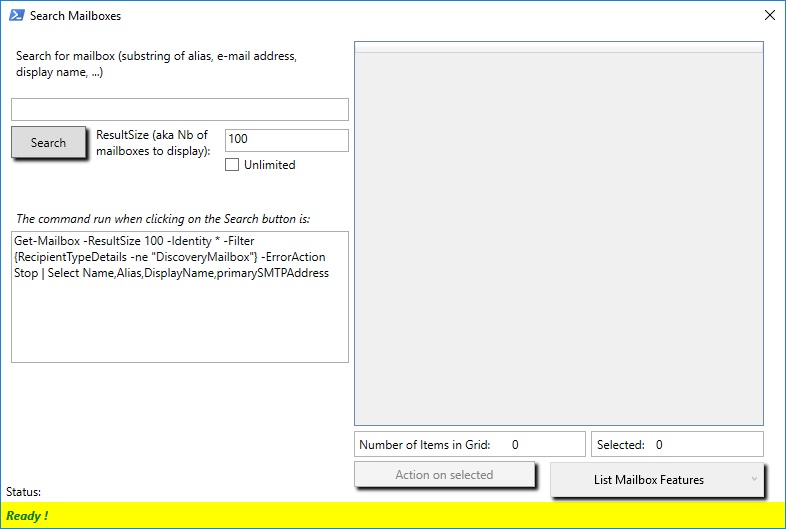 Search Mailboxes
Search for mailbox (substring of alias, e-mail address,
display name, ...)
Search
ResultSize (aka Nb of
mailboxes to display):
100
Unlimited
The command run when clicking on the Search button is:
Get-Mailbox -ResultSize 100 -Identity * -Filter
{RecipientTypeDetails -ne "DiscoveryMailbox"} -ErrorAction
Stop | Select Name,Alias,DisplayName,primarySMTPAddress
Number of Items in Grid: 0
Selected: 0
Action on selected
List Mailbox Features
Status:
Ready !